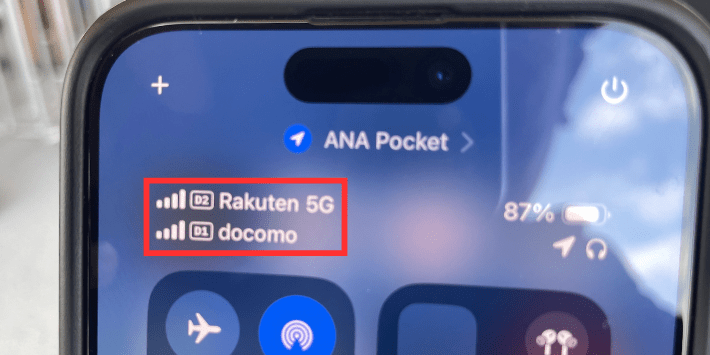 ANA Pocket
D2 Rakuten 5G
87%
D1 docomo